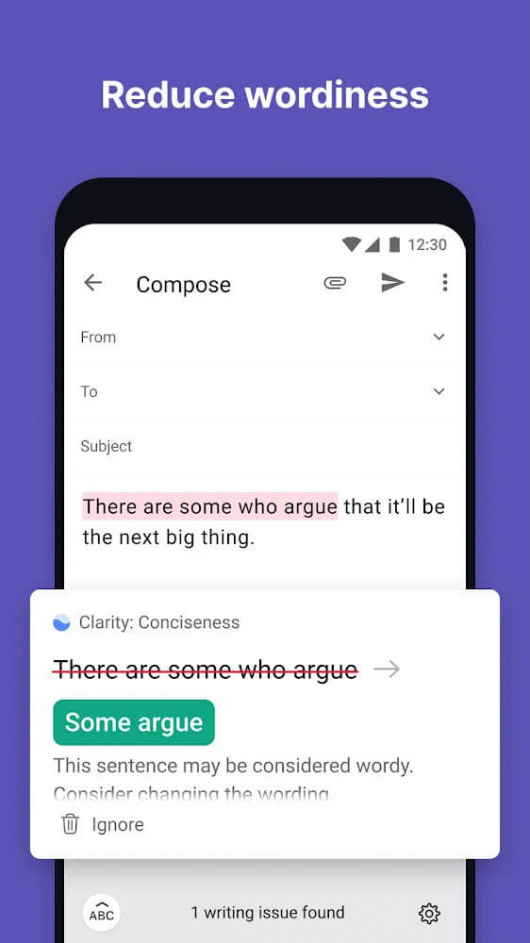 Reduce wordiness
12:30
Compose
From
To
Subject
There are some who argue that it’ll be
the next big thing.
Clarity: Conciseness
There are some who argue
Some argue
This sentence may be considered wordy.
Consider changing the wording
Ignore
ABC
1 writing issue found